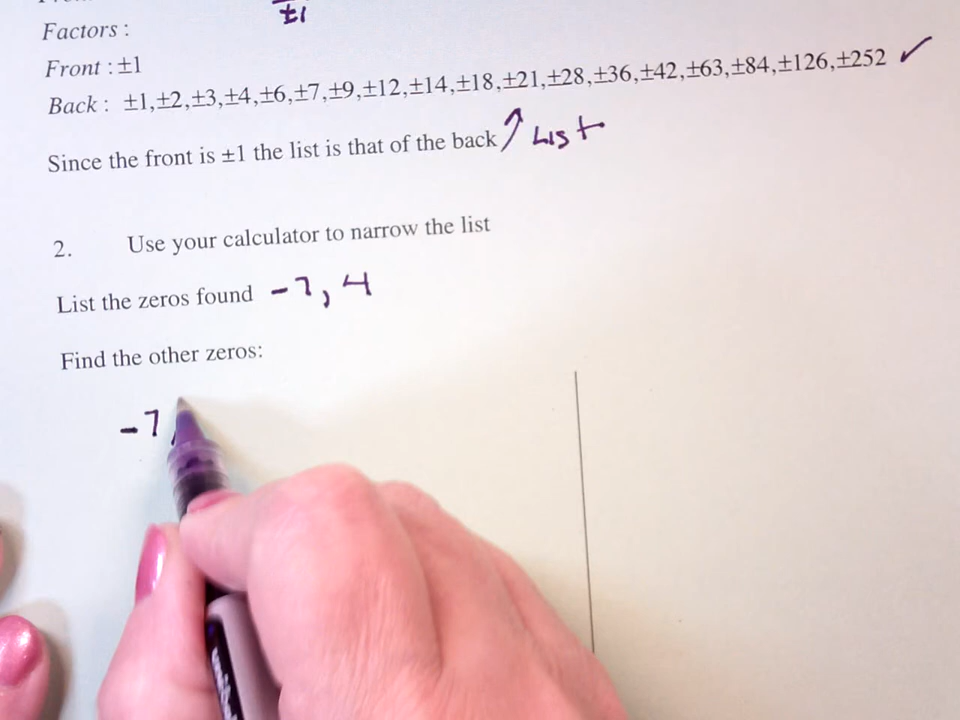 ±1
Factors :
Front : ±1
Back : ±1,±2,±3,±4,±6,±7,±9,±12,±14,±18,±21,±28,±36,±42,±63,±84,±126,±252 ✓
Since the front is ±1 the list is that of the back ↑ List
2. Use your calculator to narrow the list
List the zeros found -7, 4
Find the other zeros:
-7